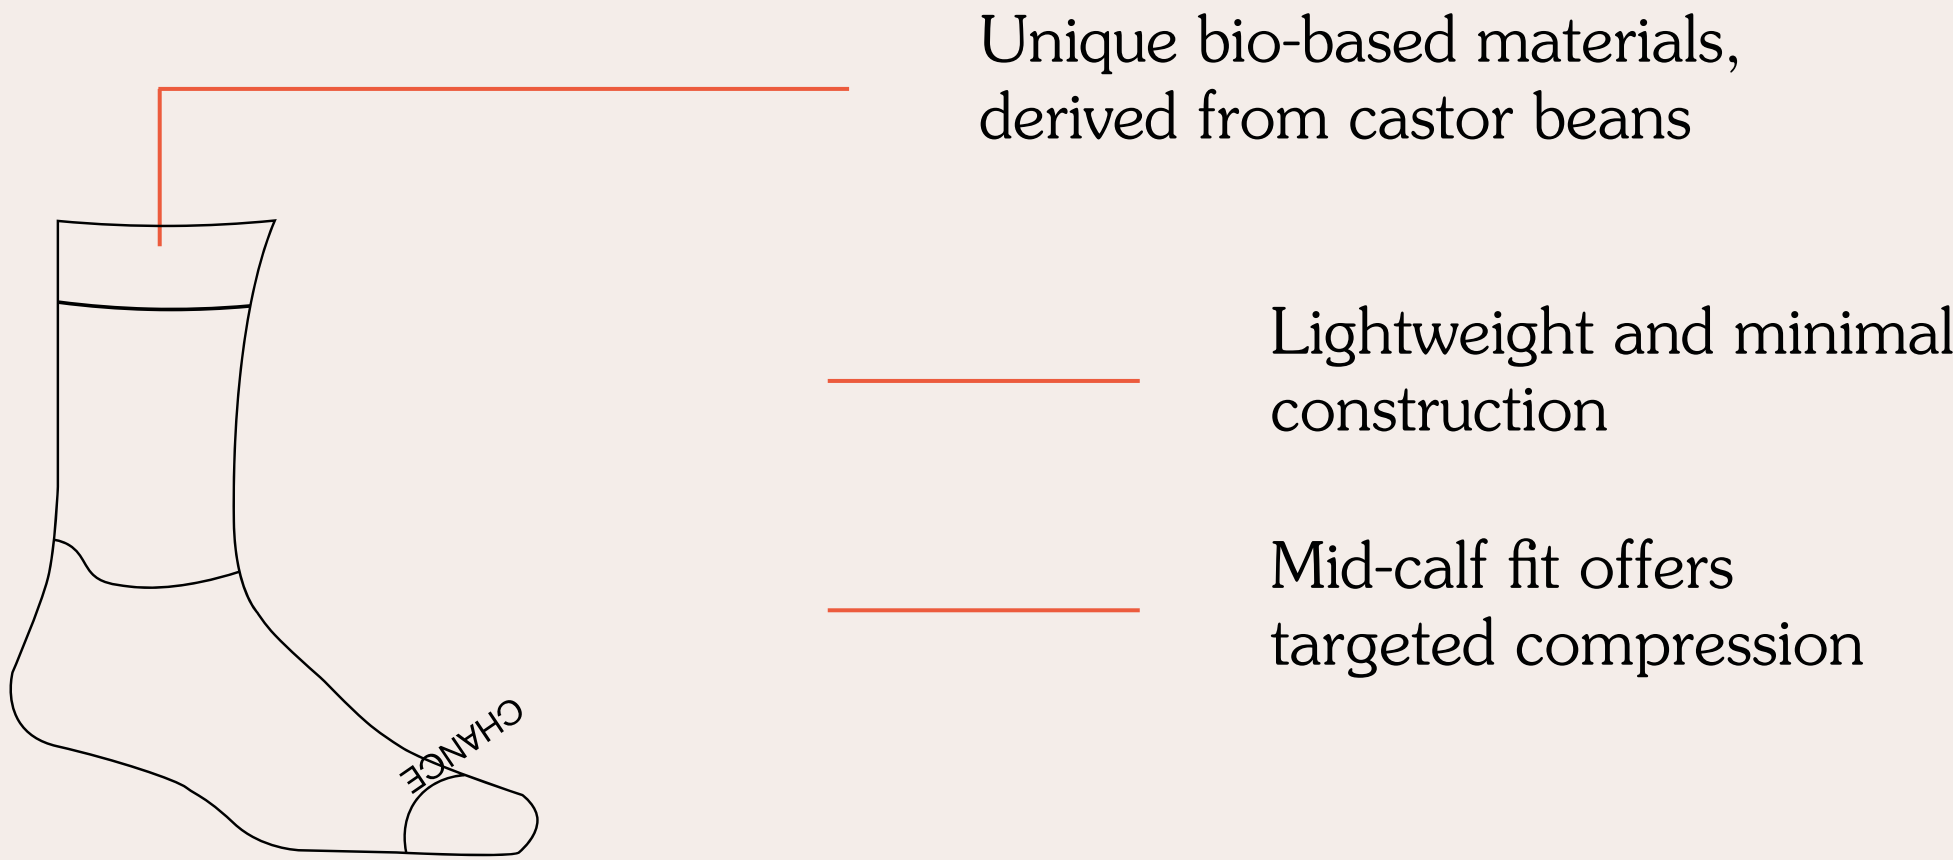 Unique bio-based materials,
derived from castor beans
Lightweight and minimal
construction
Mid-calf fit offers
targeted compression
CHANCE